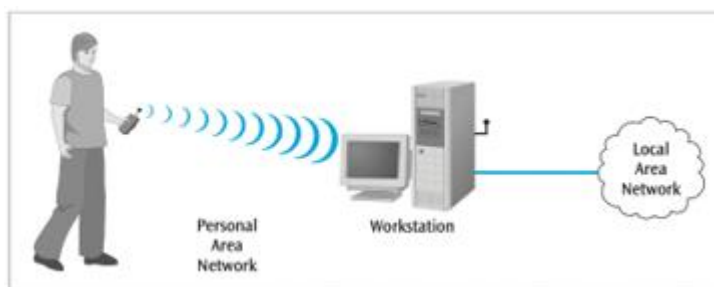 Personal
Area
Network
Workstation
Local
Area
Network